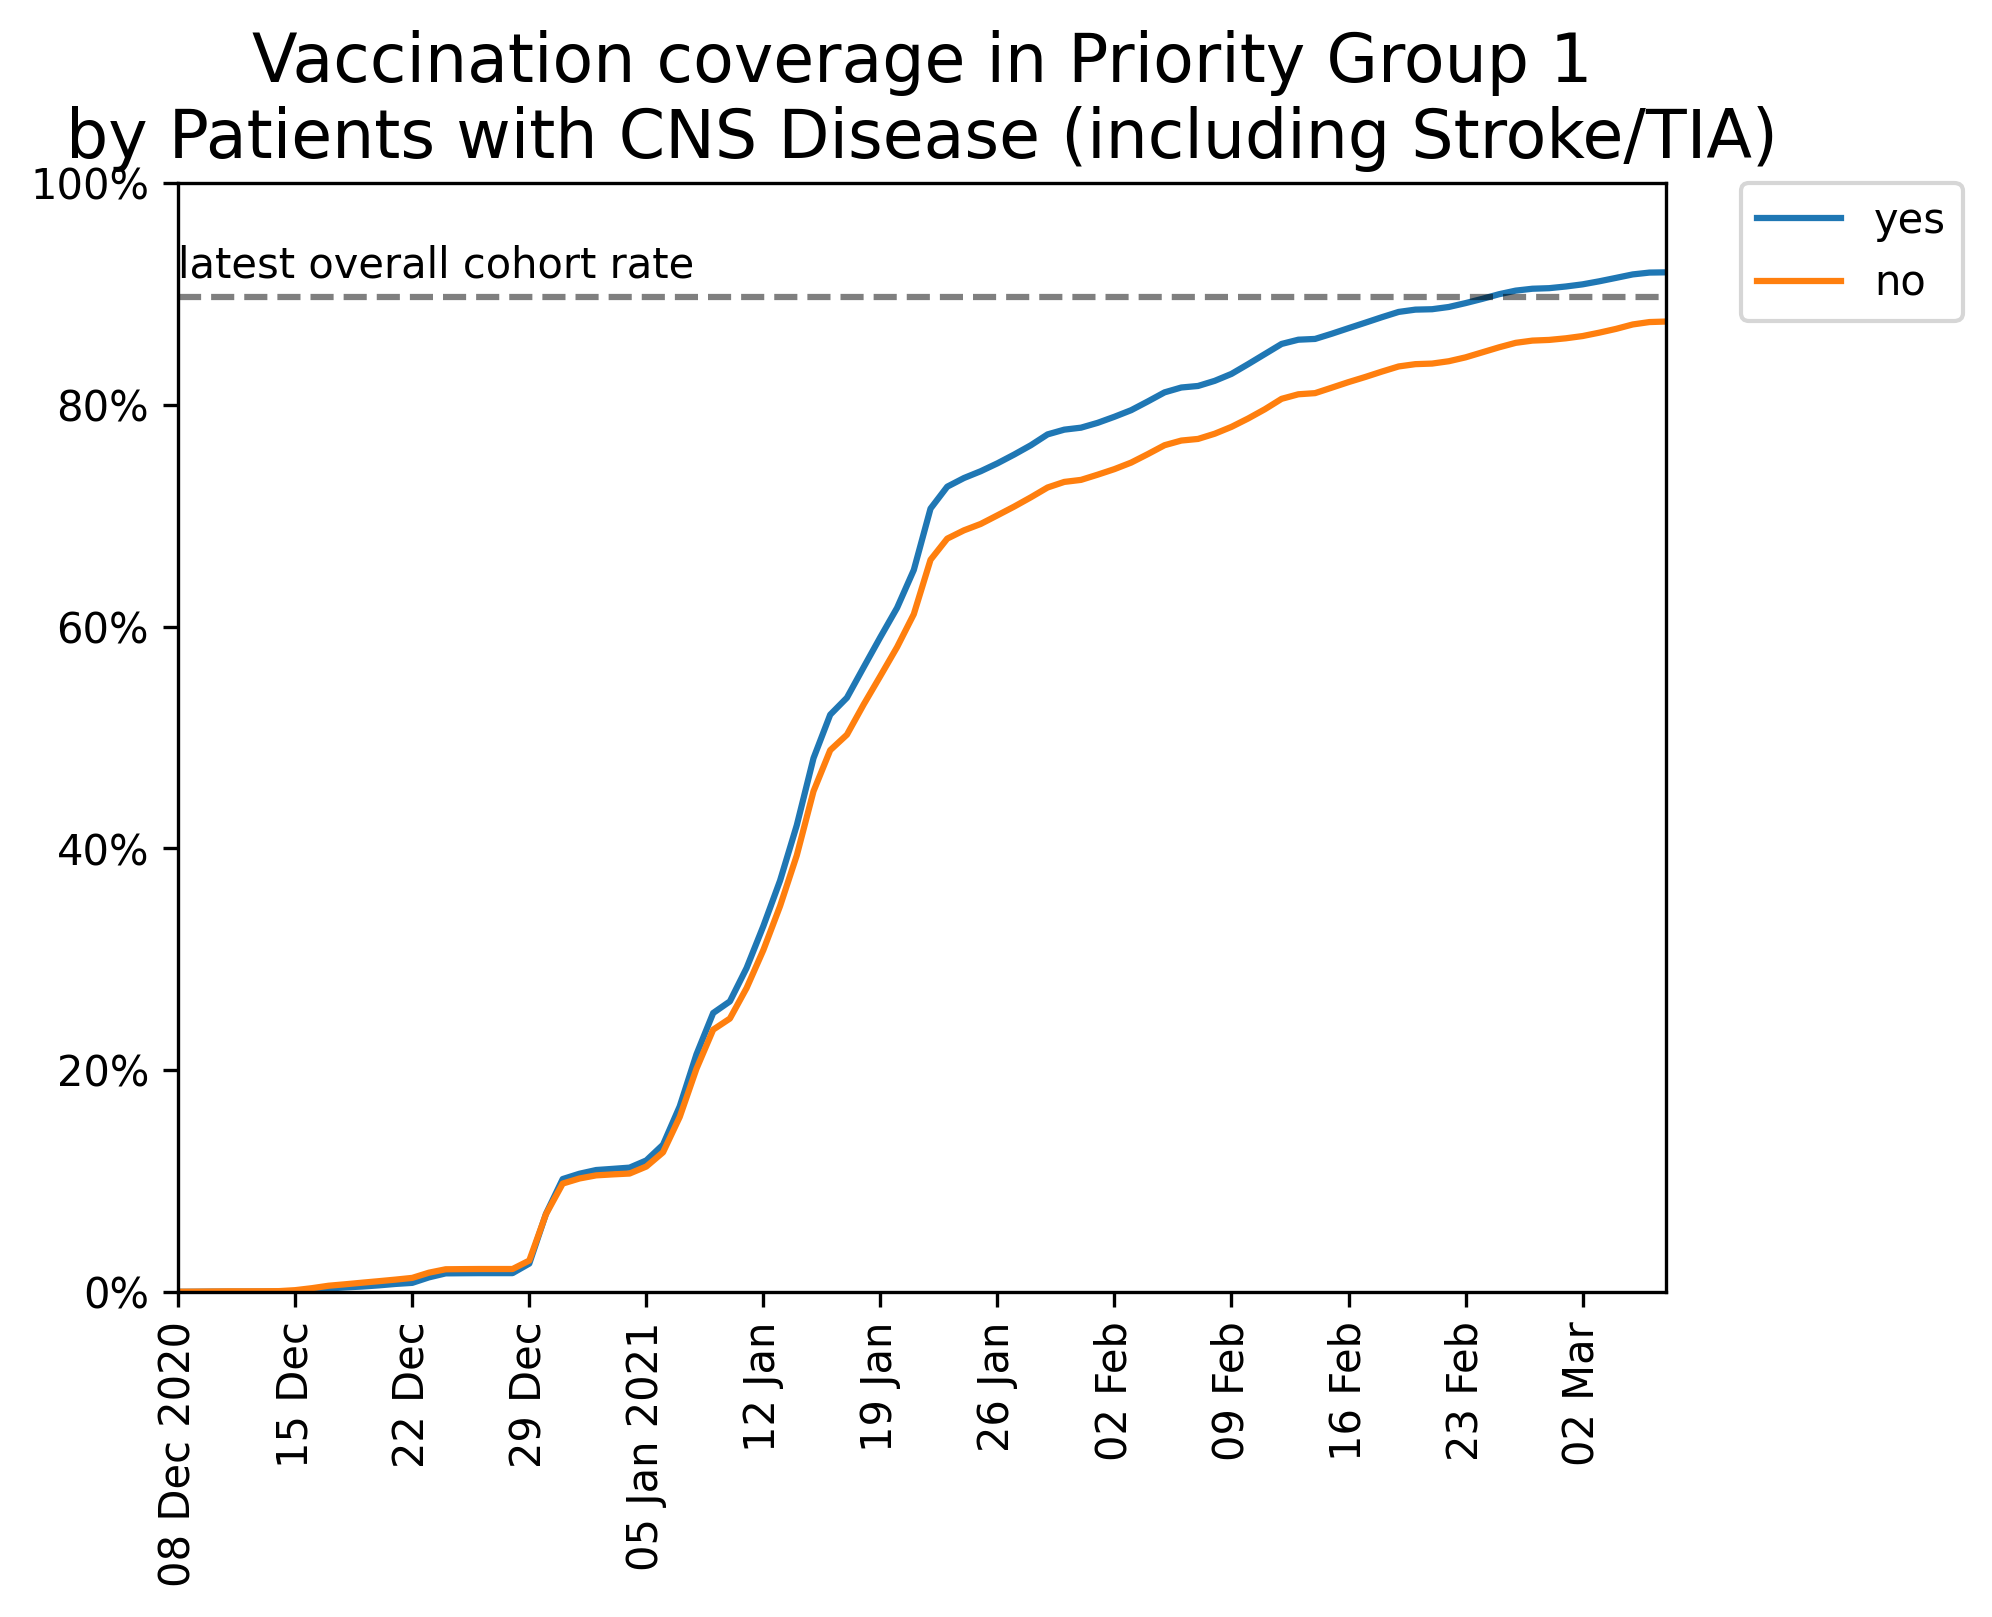 Vaccination coverage in Priority Group 1
by Patients with CNS Disease (including Stroke/TIA)
100%
80%
60%
40%
20%
0%
latest overall cohort rate
yes
no
08 Dec 2020
15 Dec
22 Dec
29 Dec
05 Jan 2021
12 Jan
19 Jan
26 Jan
02 Feb
09 Feb
16 Feb
23 Feb
02 Mar